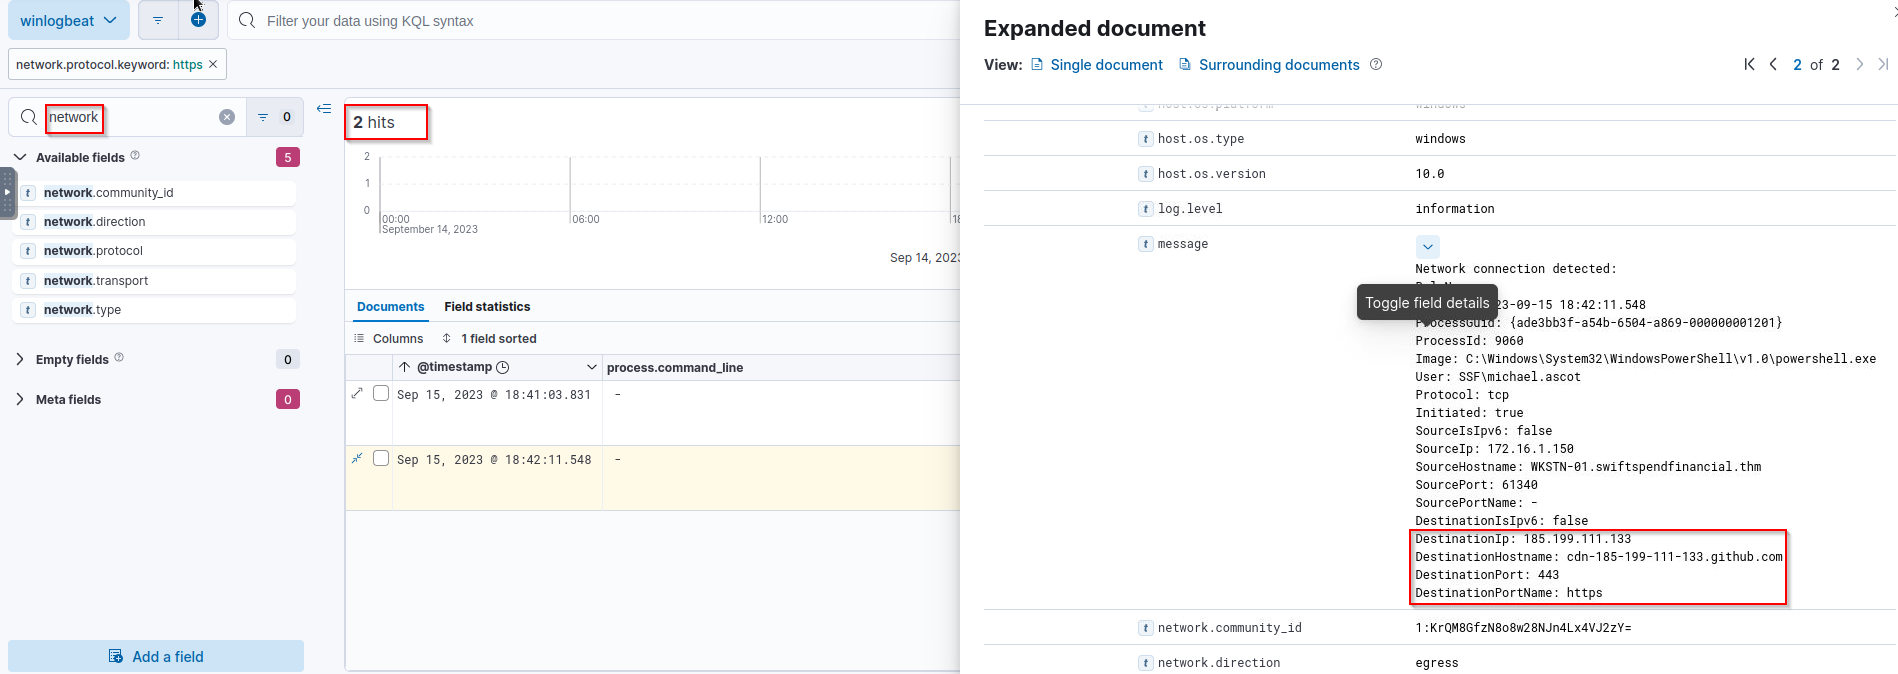 winlogbeat
Filter your data using KQL syntax
network.protocol.keyword: https ×
network
0
Available fields
5
network.community_id
network.direction
network.protocol
network.transport
network.type
Empty fields
0
Meta fields
0
Add a field
2 hits
2
1
0
00:00
06:00
12:00
18
September 14, 2023
Sep 14, 2023
Documents
Field statistics
Columns
1 field sorted
@timestamp
process.command_line
Sep 15, 2023 @ 18:41:03.831
-
Sep 15, 2023 @ 18:42:11.548
-
Expanded document
View:
Single document
Surrounding documents
2 of 2
host.os.platform
windows
t host.os.type
windows
t host.os.version
10.0
t log.level
information
t message
Network connection detected:
Toggle field details
23-09-15 18:42:11.548
ProcessGuid: {ade3bb3f-a54b-6504-a869-000000001201}
ProcessId: 9060
Image: C:\Windows\System32\WindowsPowerShell\v1.0\powershell.exe
User: SSF\michael.ascot
Protocol: tcp
Initiated: true
SourceIsIpv6: false
SourceIp: 172.16.1.150
SourceHostname: WKSTN-01.swiftspendfinancial.thm
SourcePort: 61340
SourcePortName: -
DestinationIsIpv6: false
DestinationIp: 185.199.111.133
DestinationHostname: cdn-185-199-111-133.github.com
DestinationPort: 443
DestinationPortName: https
t network.community_id
1:KrQM8GfzN8o8w28NJn4Lx4VJ2zY=
t network.direction
egress